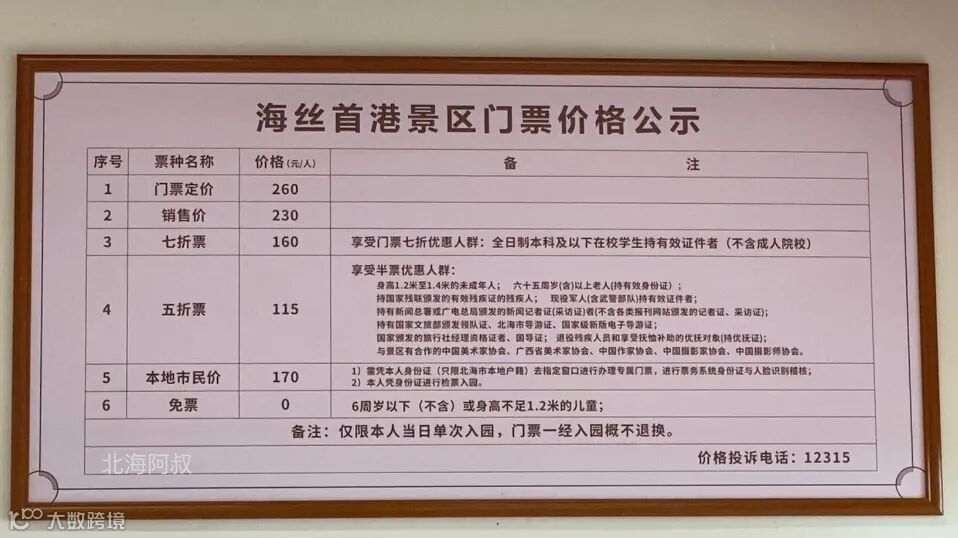 海丝首港景区门票价格公示
序号 票种名称 价格(元/人) 备 注
1 门票定价 260
2 销售价 230
3 七折票 160 享受门票七折优惠人群：全日制本科及以下在校学生持有效证件者（不含成人院校）
4 五折票 115 享受半票优惠人群：
身高1.2米至1.4米的未成年人； 六十五周岁(含)以上老人(持有效身份证)；
持国家残联颁发的有效残疾证的残疾人； 现役军人(含武警部队)持有效证件者；
持有新闻总署或广电总局颁发的新闻记者证(采访证)者(不含各类报刊网站颁发的记者证、采访证)；
持有国家文旅部颁发领队证、北海市导游证、国家级新版电子导游证；
国家颁发的旅行社经理资格证者、国导证； 退役残疾人员和享受抚恤补助的优抚对象(持优抚证)；
与景区有合作的中国美术家协会、广西省美术家协会、中国作家协会、中国摄影家协会、中国摄影师协会。
5 本地市民价 170 1）需凭本人身份证（只限北海市本地户籍）去指定窗口进行办理专属门票，进行票务系统身份证与人脸识别稽核；
2）本人凭身份证进行检票入园。
6 免票 0 6周岁以下（不含）或身高不足1.2米的儿童；
备注：仅限本人当日单次入园，门票一经入园概不退换。
价格投诉电话：12315
北海阿叔
大数跨境